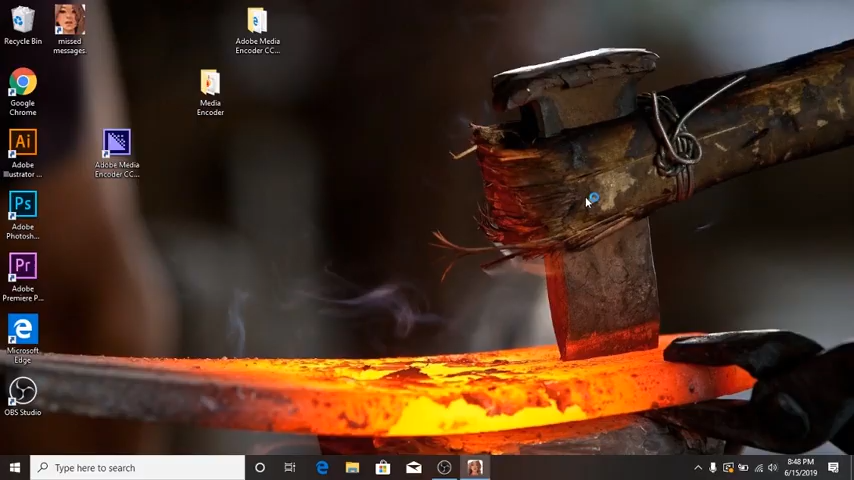 Recycle Bin
missed
messages.
Adobe Media
Encoder CC...
Google
Chrome
Media
Encoder
Ai
Adobe
Illustrator ...
Adobe Media
Encoder CC...
Ps
Adobe
Photosh...
Pr
Adobe
Premiere P...
Microsoft
Edge
OBS Studio
Type here to search
8:48 PM
6/15/2019